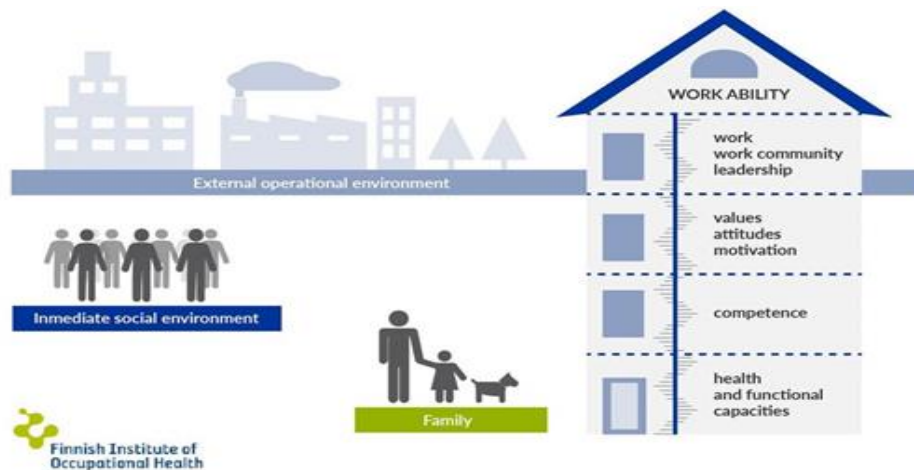 WORK ABILITY
work
work community
leadership
External operational environment
values
attitudes
motivation
Inmediate social environment
competence
health
and functional
capacities
Family
Finnish Institute of
Occupational Health